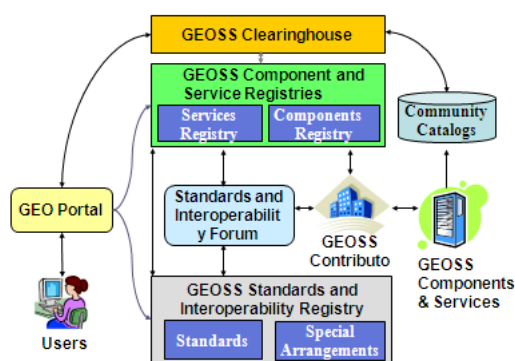 GEOSS Clearinghouse
GEOSS Component and
Service Registries
Services
Registry
Components
Registry
Community
Catalogs
GEO Portal
Standards and
Interoperabilit
y Forum
GEOSS
Contributo
GEOSS
Components
& Services
Users
GEOSS Standards and
Interoperability Registry
Standards
Special
Arrangements